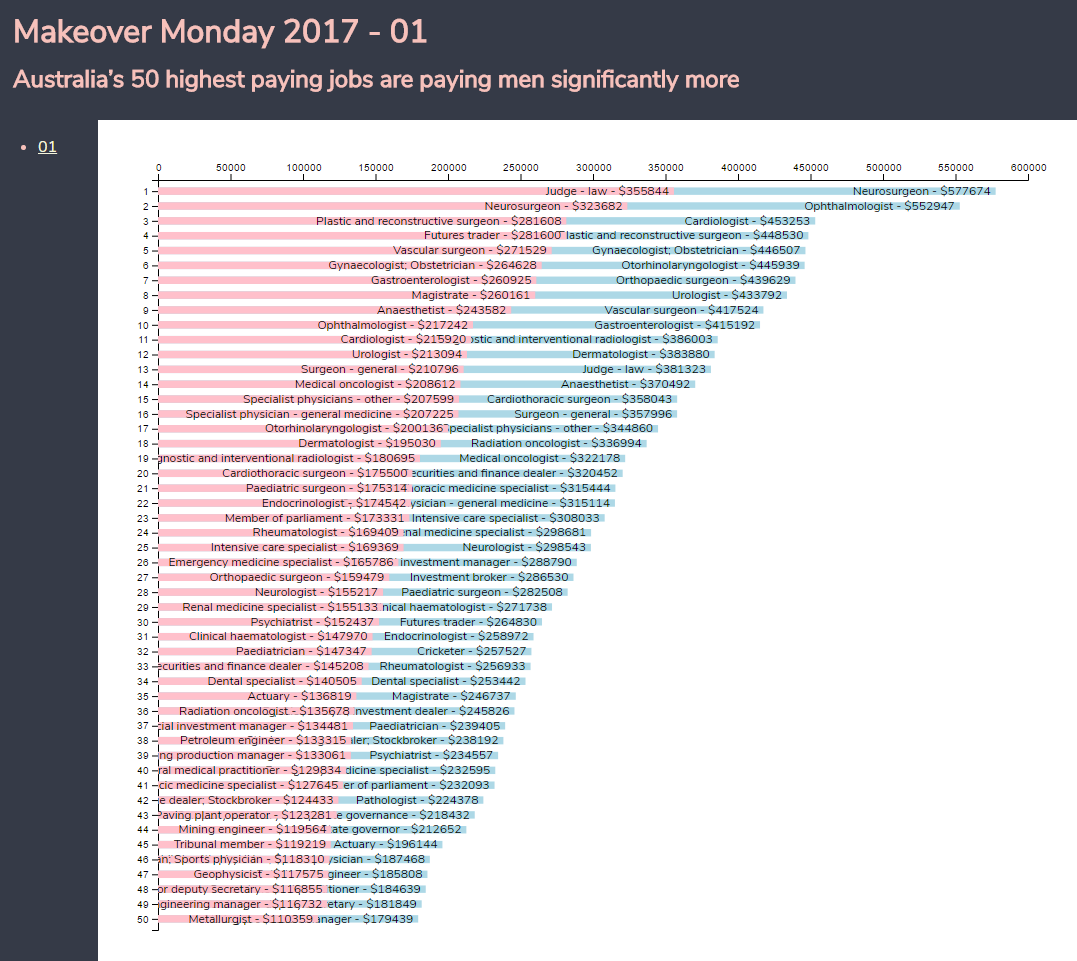 Makeover Monday 2017 - 01
Australia's 50 highest paying jobs are paying men significantly more
01
0 50000 100000 150000 200000 250000 300000 350000 400000 450000 500000 550000 600000
1 Judge - law - $355844 Neurosurgeon - $577674
2 Neurosurgeon - $323682 Ophthalmologist - $552947
3 Plastic and reconstructive surgeon - $281608 Cardiologist - $453253
4 Futures trader - $281600 lastic and reconstructive surgeon - $448530
5 Vascular surgeon - $271529 Gynaecologist; Obstetrician - $446507
6 Gynaecologist; Obstetrician - $264628 Otorhinolaryngologist - $445939
7 Gastroenterologist - $260925 Orthopaedic surgeon - $439629
8 Magistrate - $260161 Urologist - $433792
9 Anaesthetist - $243582 Vascular surgeon - $417524
10 Ophthalmologist - $217242 Gastroenterologist - $415192
11 Cardiologist - $215920 ostic and interventional radiologist - $386003
12 Urologist - $213094 Dermatologist - $383880
13 Surgeon - general - $210796 Judge - law - $381323
14 Medical oncologist - $208612 Anaesthetist - $370492
15 Specialist physicians - other - $207599 Cardiothoracic surgeon - $358043
16 Specialist physician - general medicine - $207225 Surgeon - general - $357996
17 Otorhinolaryngologist - $200136 pecialist physicians - other - $344860
18 Dermatologist - $195030 Radiation oncologist - $336994
19 gnostic and interventional radiologist - $180695 Medical oncologist - $322178
20 Cardiothoracic surgeon - $175500 ecurities and finance dealer - $320452
21 Paediatric surgeon - $175314 oracic medicine specialist - $315444
22 Endocrinologist - $174542 ysician - general medicine - $315114
23 Member of parliament - $173331 Intensive care specialist - $308033
24 Rheumatologist - $169409 nal medicine specialist - $298681
25 Intensive care specialist - $169369 Neurologist - $298543
26 Emergency medicine specialist - $165786 investment manager - $288790
27 Orthopaedic surgeon - $159479 Investment broker - $286530
28 Neurologist - $155217 Paediatric surgeon - $282508
29 Renal medicine specialist - $155133 nical haematologist - $271738
30 Psychiatrist - $152437 Futures trader - $264830
31 Clinical haematologist - $147970 Endocrinologist - $258972
32 Paediatrician - $147347 Cricketer - $257527
33 ecurities and finance dealer - $145208 Rheumatologist - $256933
34 Dental specialist - $140505 Dental specialist - $253442
35 Actuary - $136819 Magistrate - $246737
36 Radiation oncologist - $135678 nvestment dealer - $245826
37 ial investment manager - $134481 Paediatrician - $239405
38 Petroleum engineer - $133315 ler; Stockbroker - $238192
39 ng production manager - $133061 Psychiatrist - $234557
40 ral medical practitioner - $129834 dicine specialist - $232595
41 cic medicine specialist - $127645 er of parliament - $232093
42 e dealer; Stockbroker - $124433 Pathologist - $224378
43 Paving plant operator - $123281 e governance - $218432
44 Mining engineer - $119564 ate governor - $212652
45 Tribunal member - $119219 Actuary - $196144
46 an; Sports physician - $118310 ysician - $187468
47 Geophysicist - $117575 gineer - $185808
48 or deputy secretary - $116855 tioner - $184639
49 gineering manager - $116732 etary - $181849
50 Metallurgist - $110359 anager - $179439